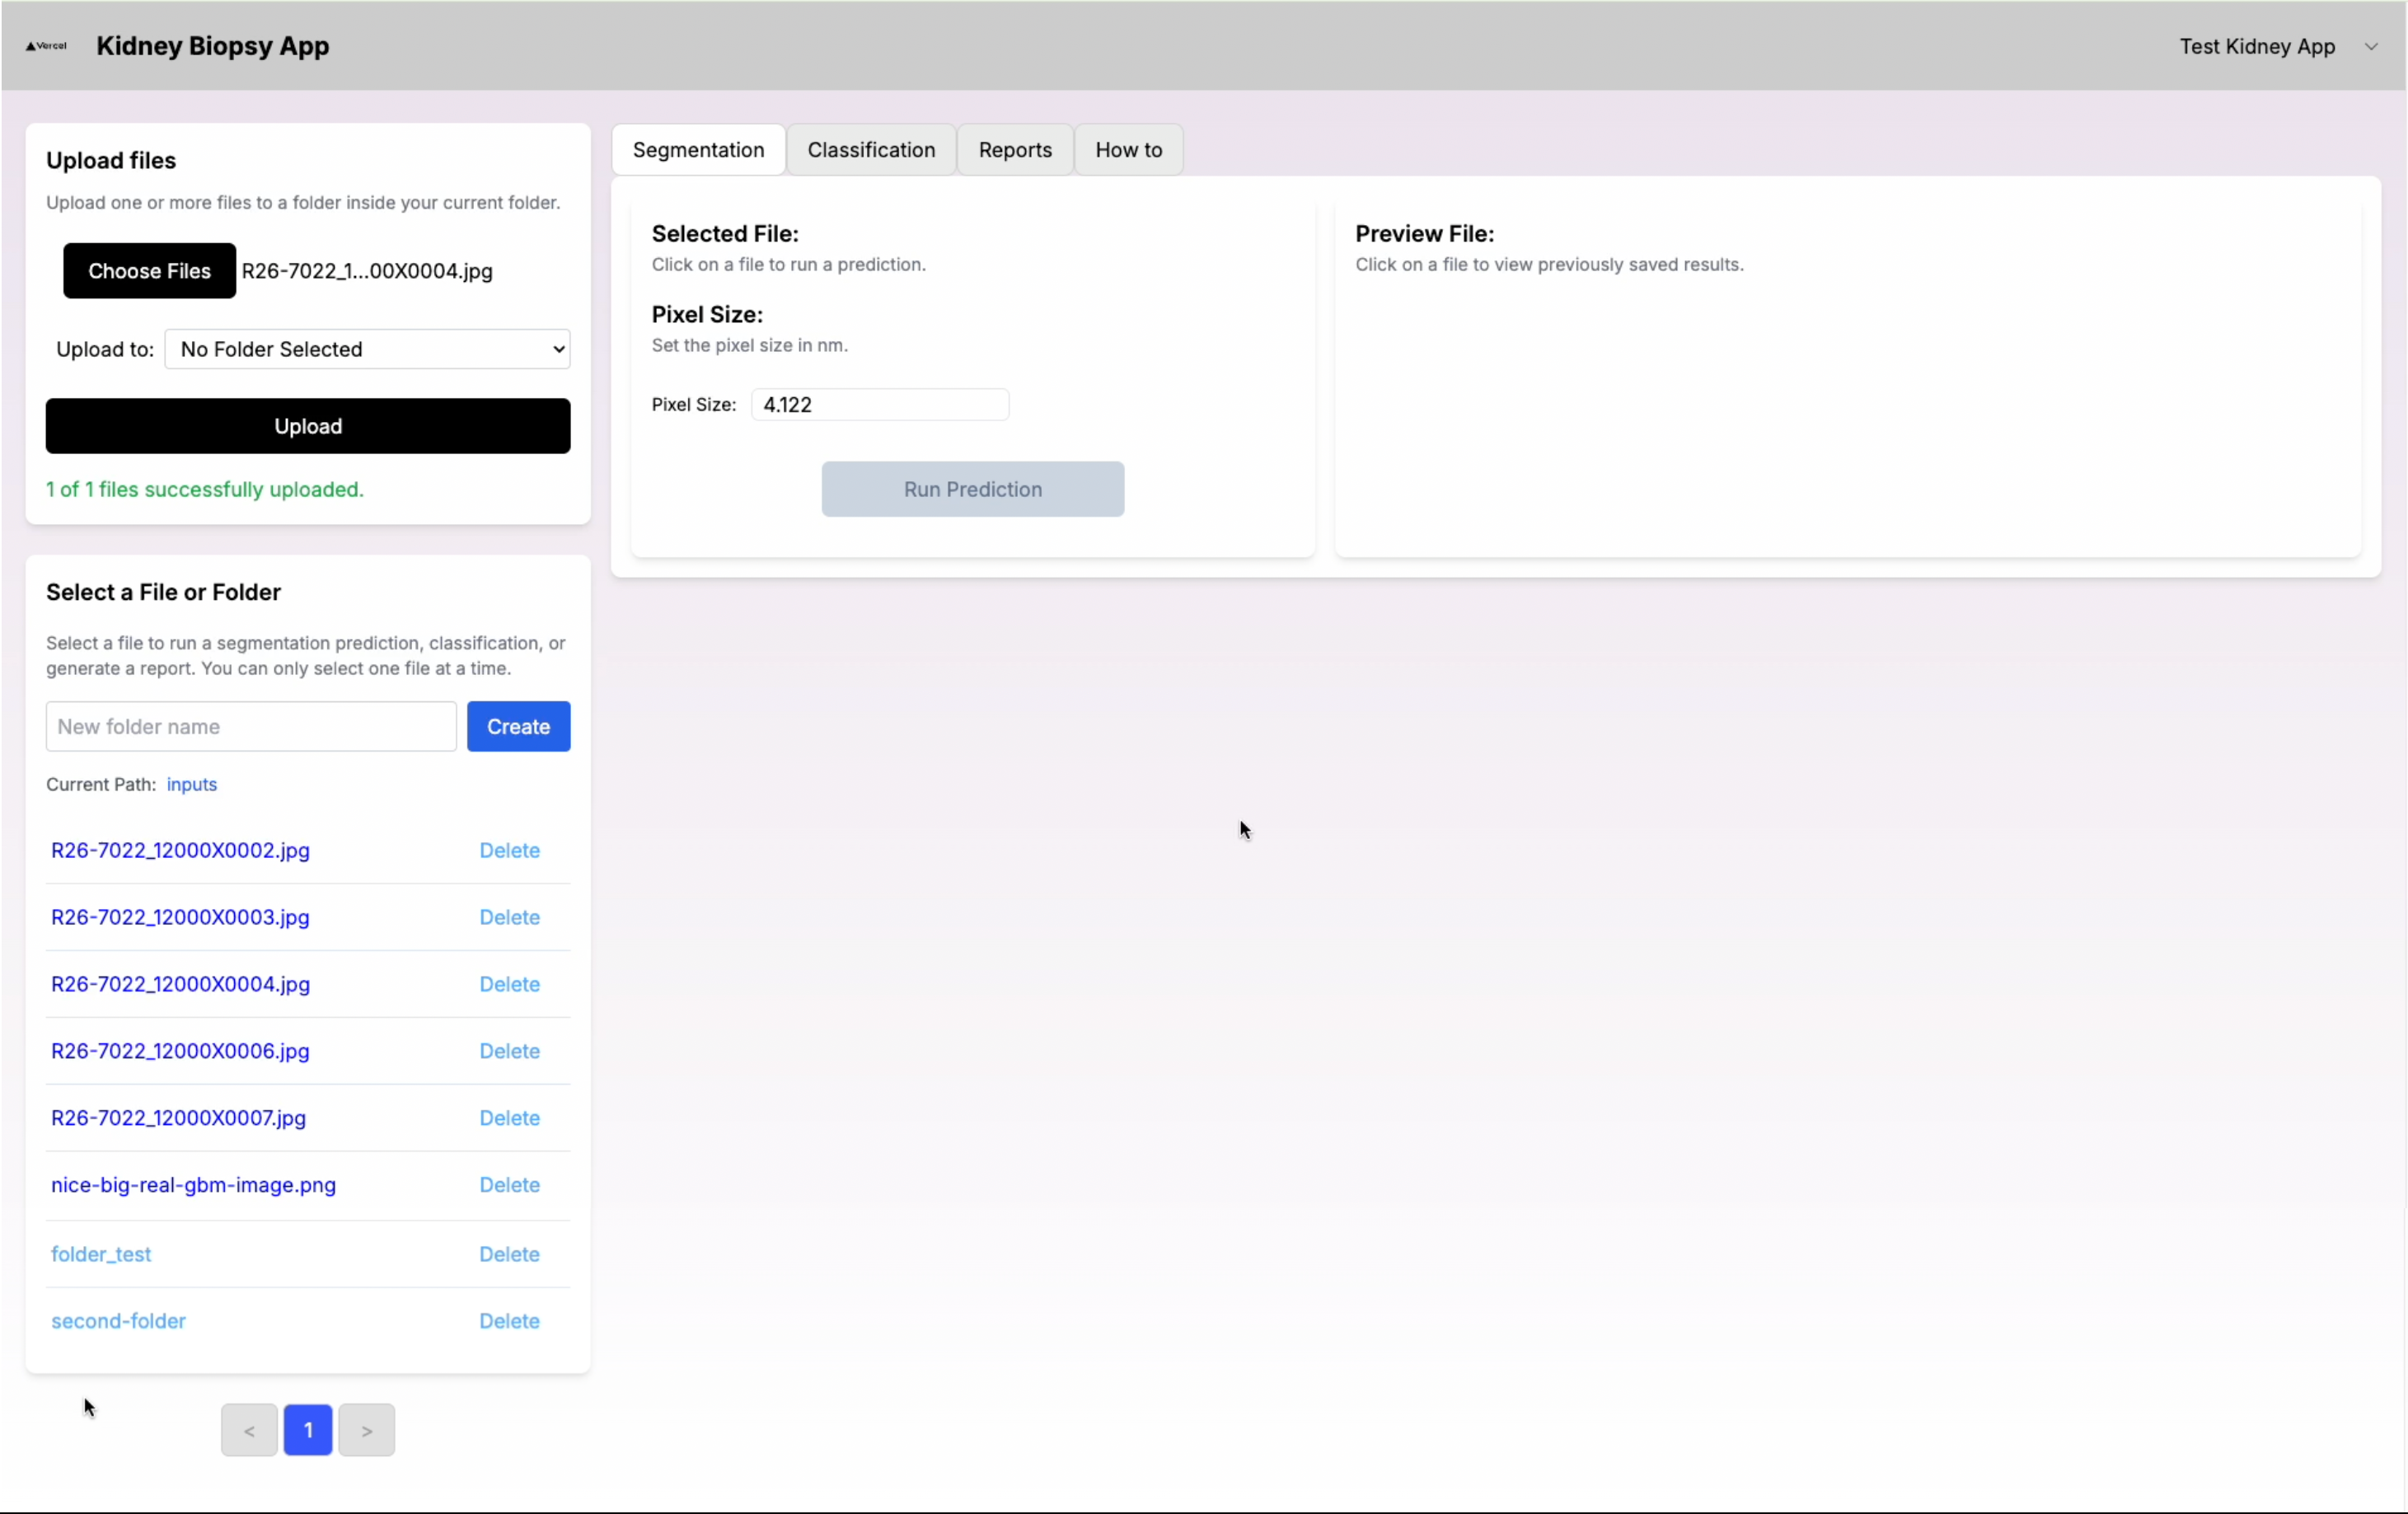 Vercel
Kidney Biopsy App
Test Kidney App
Upload files
Upload one or more files to a folder inside your current folder.
Choose Files R26-7022_1...00X0004.jpg
Upload to: No Folder Selected
Upload
1 of 1 files successfully uploaded.
Select a File or Folder
Select a file to run a segmentation prediction, classification, or
generate a report. You can only select one file at a time.
New folder name Create
Current Path: inputs
R26-7022_12000X0002.jpg Delete
R26-7022_12000X0003.jpg Delete
R26-7022_12000X0004.jpg Delete
R26-7022_12000X0006.jpg Delete
R26-7022_12000X0007.jpg Delete
nice-big-real-gbm-image.png Delete
folder_test Delete
second-folder Delete
< 1 >
Segmentation Classification Reports How to
Selected File:
Click on a file to run a prediction.
Pixel Size:
Set the pixel size in nm.
Pixel Size: 4.122
Run Prediction
Preview File:
Click on a file to view previously saved results.